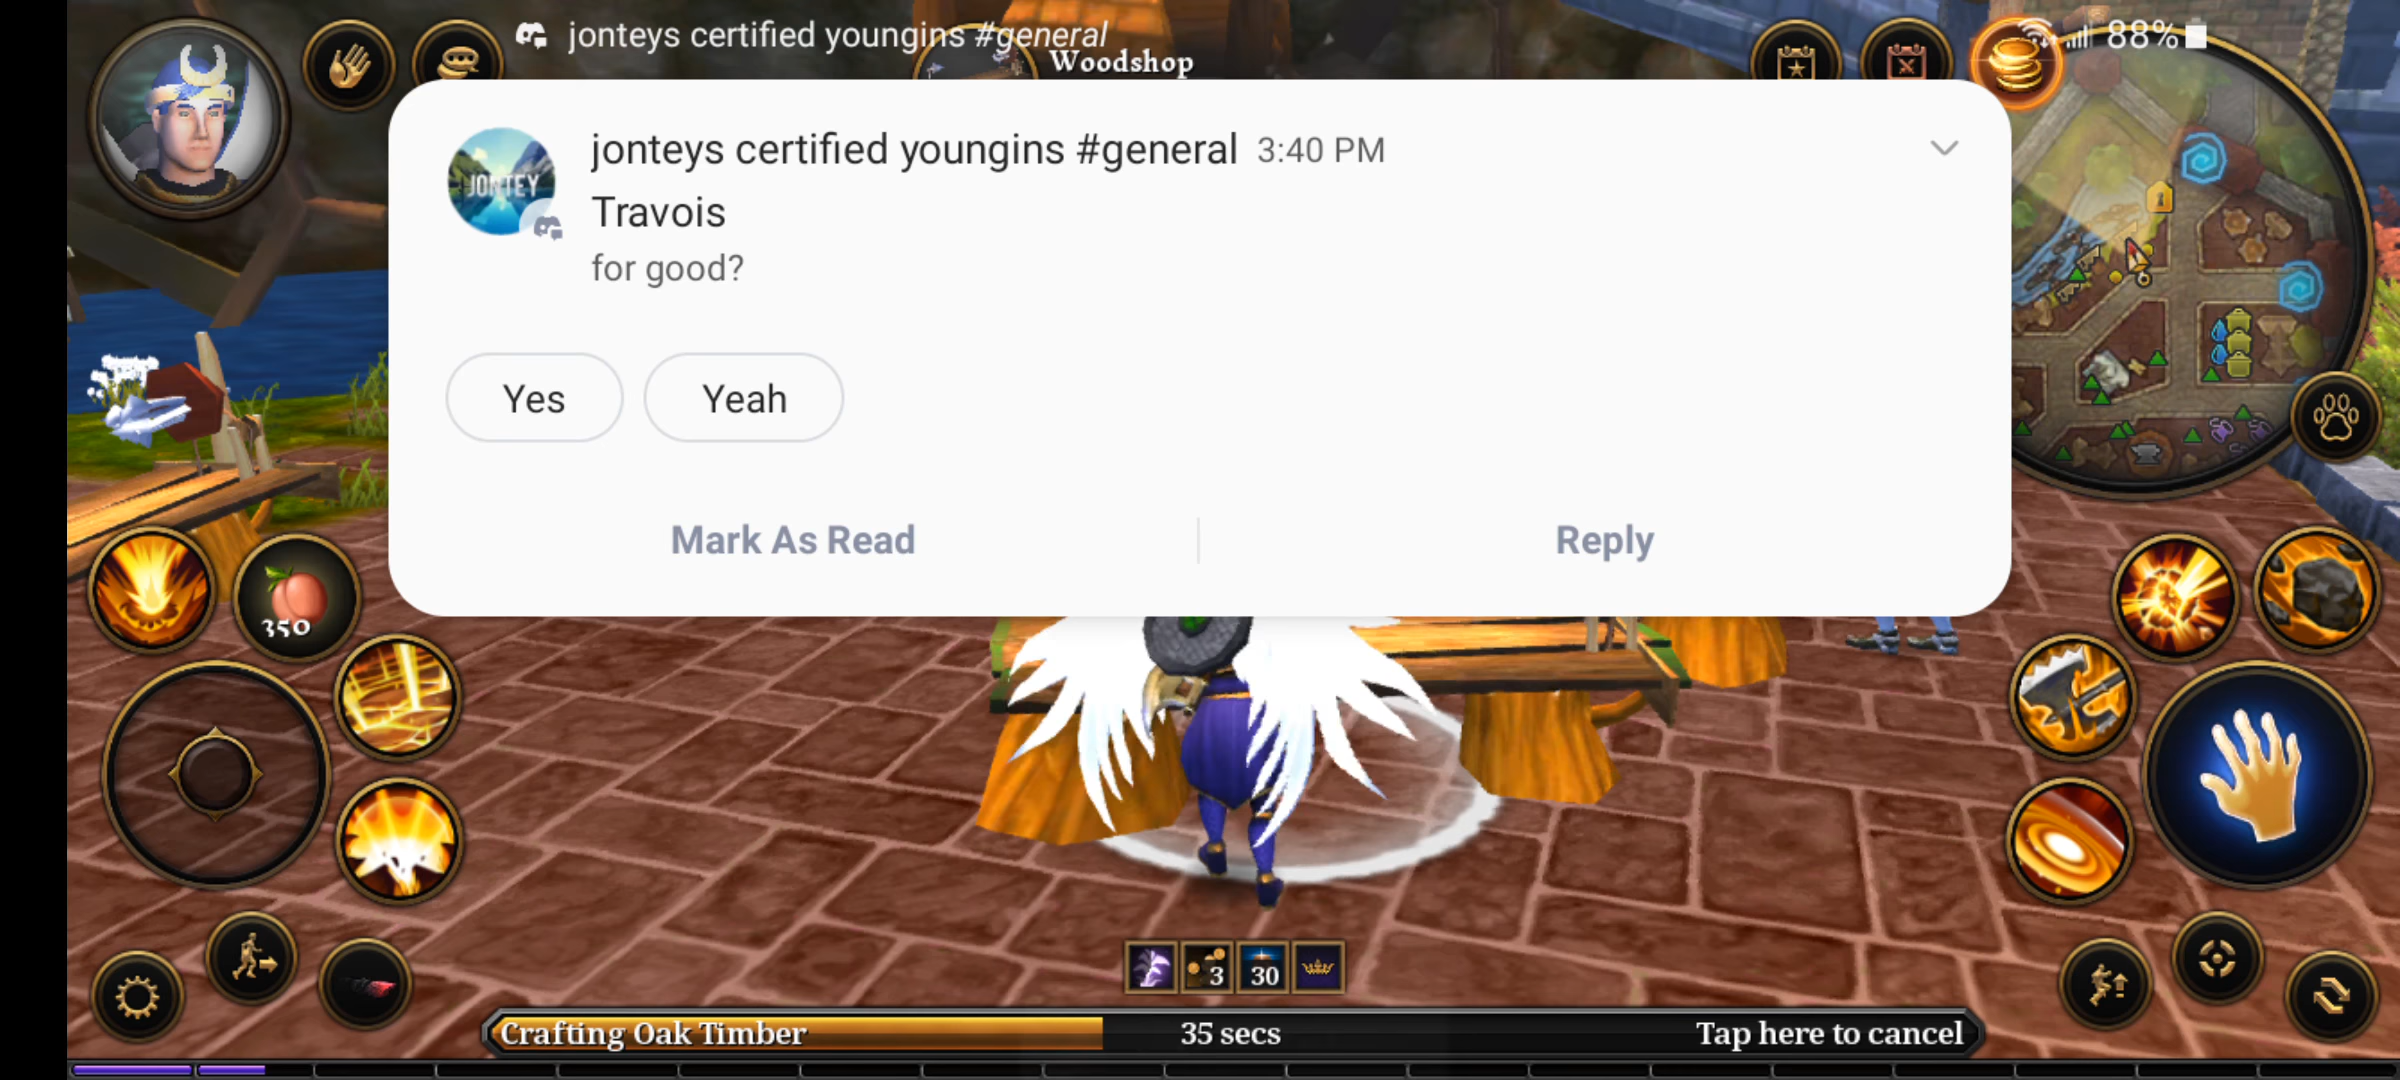 jonteys certified youngins #general
88%
Woodshop
jonteys certified youngins #general 3:40 PM
JONTEY
Travois
for good?
Yes
Yeah
Mark As Read
Reply
350
3
30
Crafting Oak Timber
35 secs
Tap here to cancel